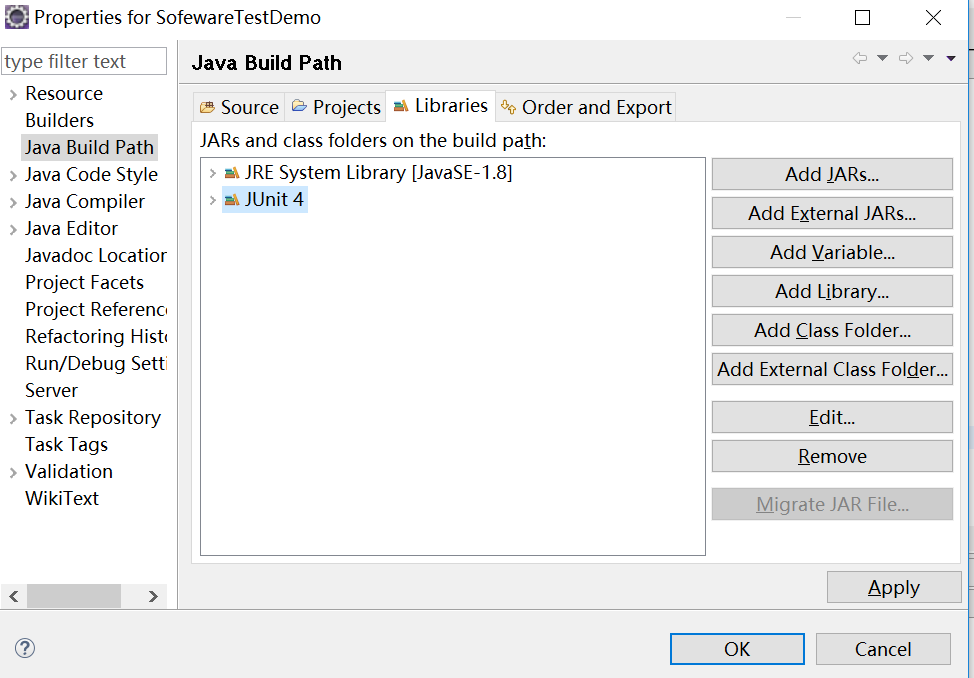 Properties for SofewareTestDemo
type filter text
Resource
Builders
Java Build Path
Java Code Style
Java Compiler
Java Editor
Javadoc Location
Project Facets
Project Reference
Refactoring Histo
Run/Debug Setti
Server
Task Repository
Task Tags
Validation
WikiText
Java Build Path
Source Projects Libraries Order and Export
JARs and class folders on the build path:
JRE System Library [JavaSE-1.8]
JUnit 4
Add JARs...
Add External JARs...
Add Variable...
Add Library...
Add Class Folder...
Add External Class Folder...
Edit...
Remove
Migrate JAR File...
Apply
OK Cancel